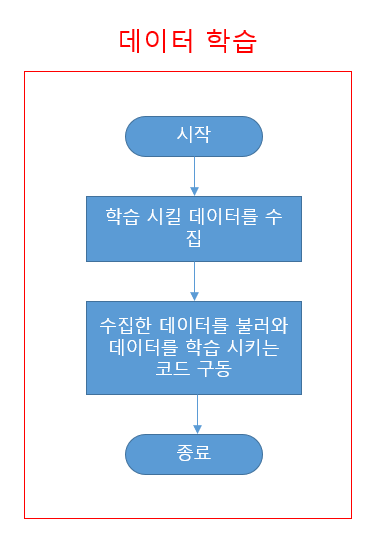 데이터 학습
시작
학습 시킬 데이터를 수
집
수집한 데이터를 불러와
데이터를 학습 시키는
코드 구동
종료